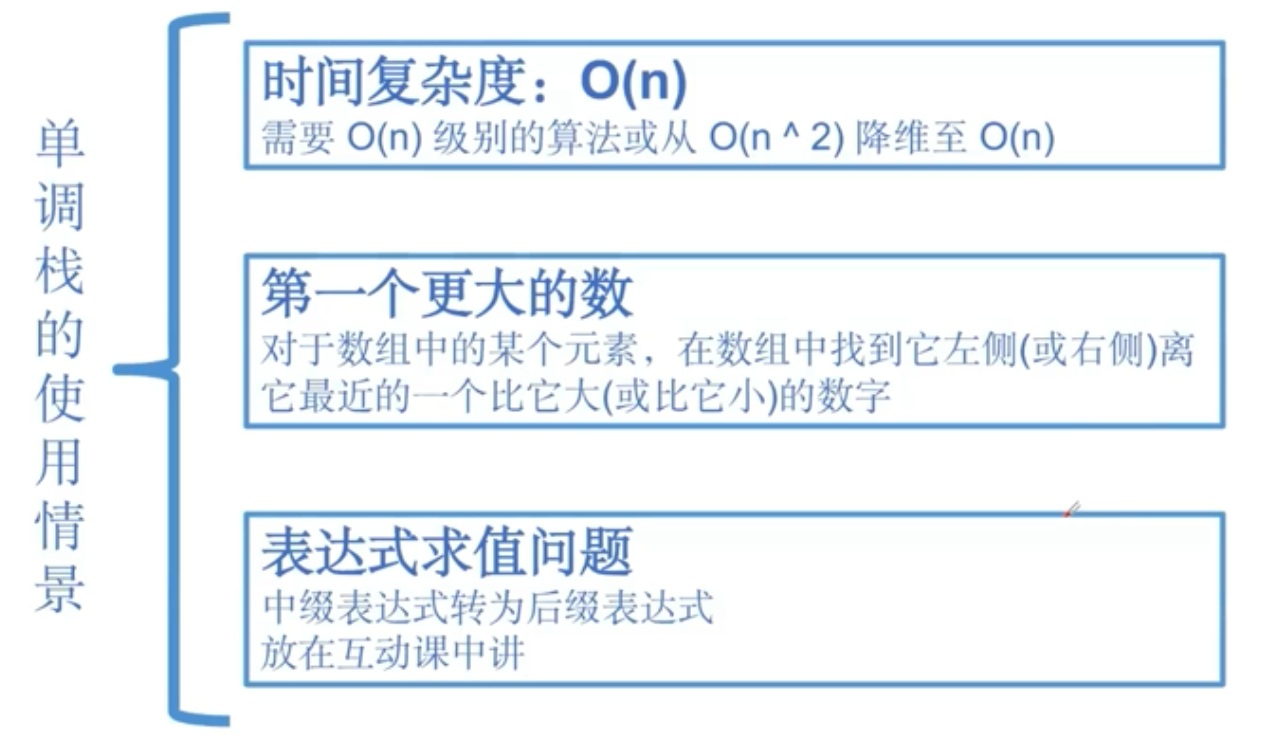 单调栈的使用情景
时间复杂度：O(n)
需要 O(n) 级别的算法或从 O(n ^ 2) 降维至 O(n)
第一个更大的数
对于数组中的某个元素，在数组中找到它左侧(或右侧)离
它最近的一个比它大(或比它小)的数字
表达式求值问题
中缀表达式转为后缀表达式
放在互动课中讲